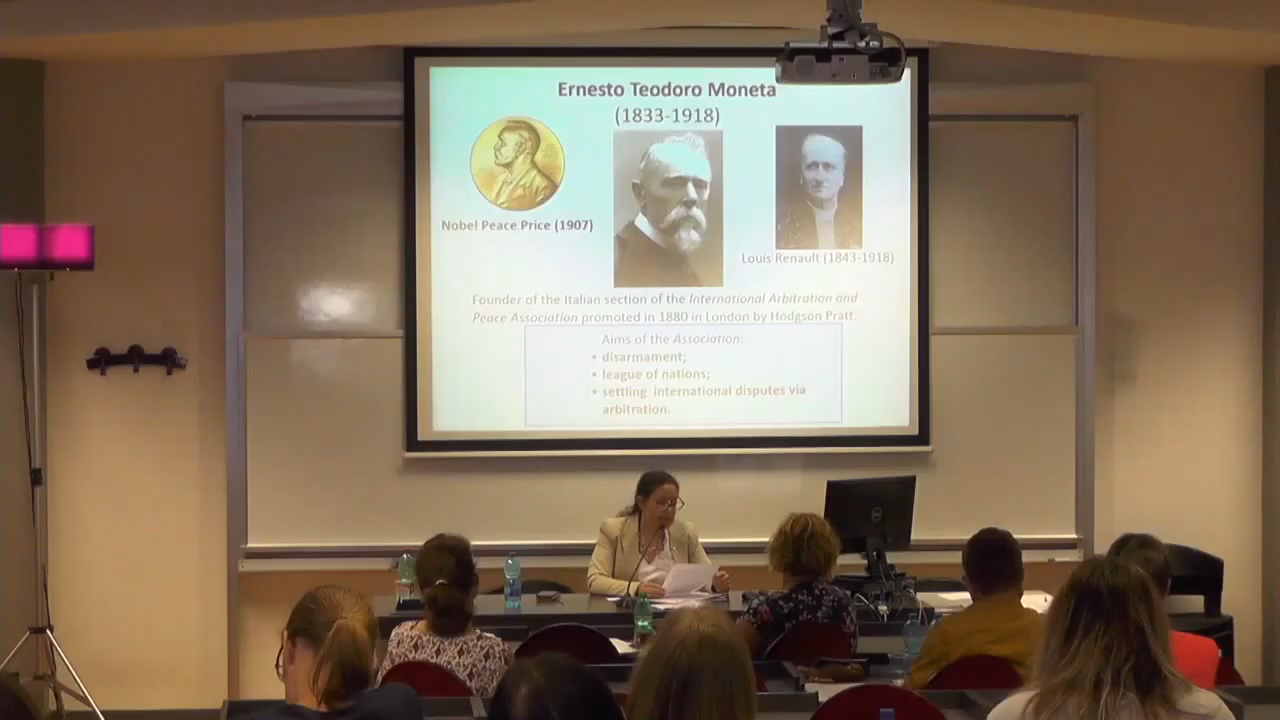 Ernesto Teodoro Moneta
(1833-1918)
Nobel Peace Price (1907)
Louis Renault (1843-1918)
Founder of the Italian section of the International Arbitration and
Peace Association promoted in 1880 in London by Hodgson Pratt.
Aims of the Association:
• disarmament;
• league of nations;
• settling international disputes via
arbitration.
DELL